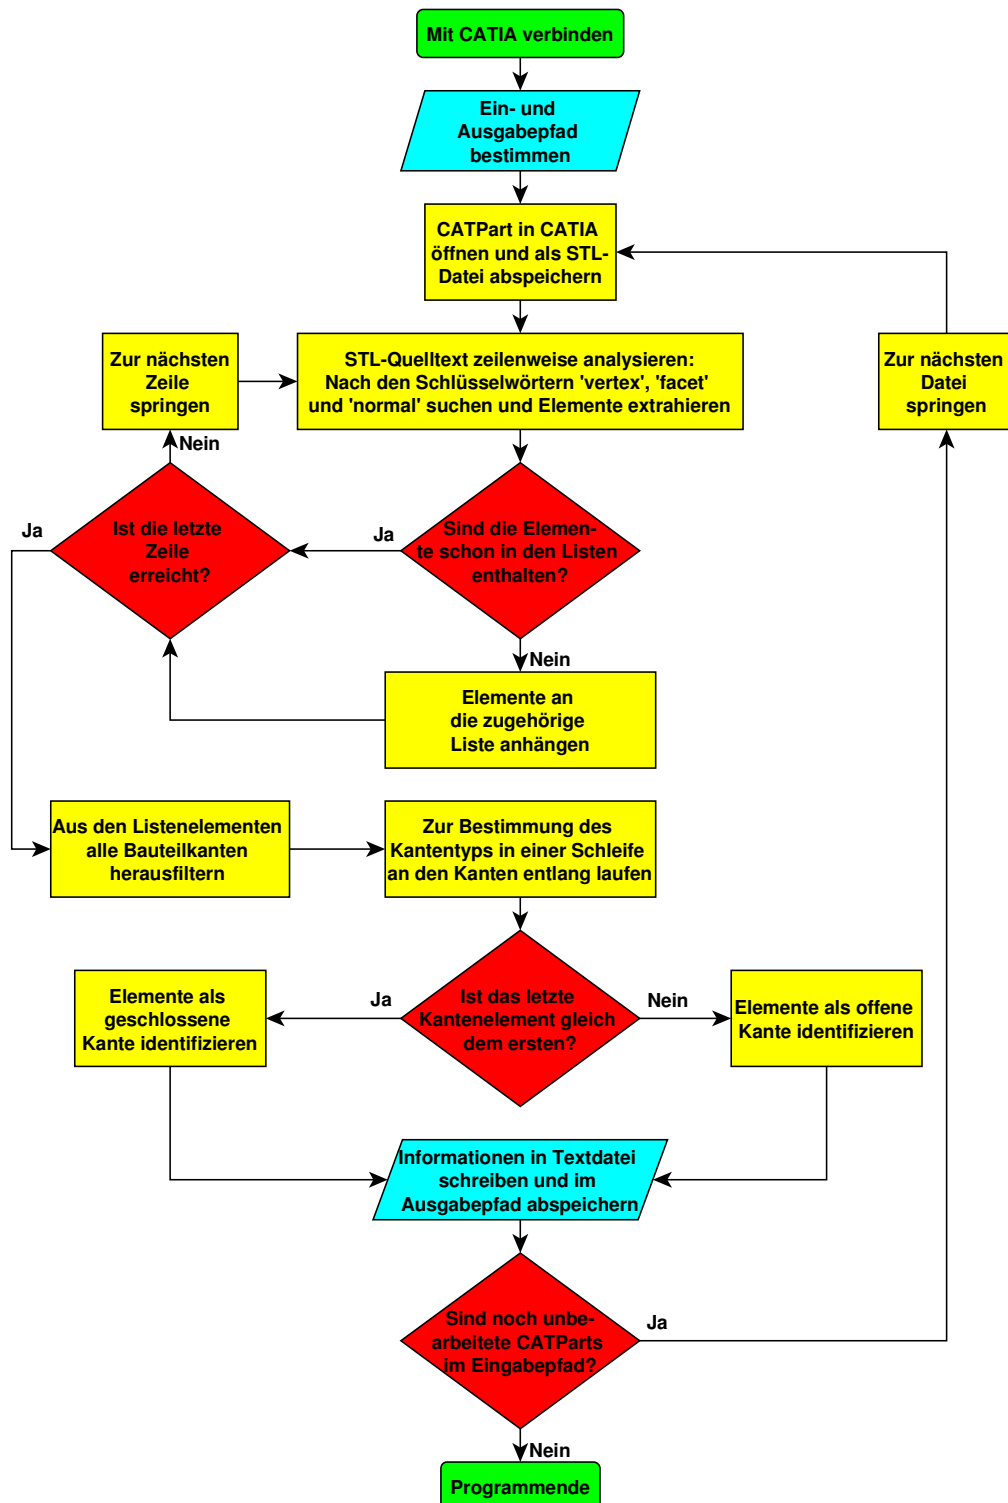 Mit CATIA verbinden
Ein- und
Ausgabepfad
bestimmen
CATPart in CATIA
öffnen und als STL-
Datei abspeichern
Zur nächsten
Zeile
springen
STL-Quelltext zeilenweise analysieren:
Nach den Schlüsselwörtern 'vertex', 'facet'
und 'normal' suchen und Elemente extrahieren
Zur nächsten
Datei
springen
Nein
Ja
Ist die letzte
Zeile
erreicht?
Ja
Sind die Elemen-
te schon in den Listen
enthalten?
Nein
Elemente an
die zugehörige
Liste anhängen
Aus den Listenelementen
alle Bauteilkanten
herausfiltern
Zur Bestimmung des
Kantentyps in einer Schleife
an den Kanten entlang laufen
Elemente als
geschlossene
Kante identifizieren
Ja
Ist das letzte
Kantenelement gleich
dem ersten?
Nein
Elemente als offene
Kante identifizieren
Informationen in Textdatei
schreiben und im
Ausgabepfad abspeichern
Sind noch unbe-
arbeitete CATParts
im Eingabepfad?
Ja
Nein
Programmende